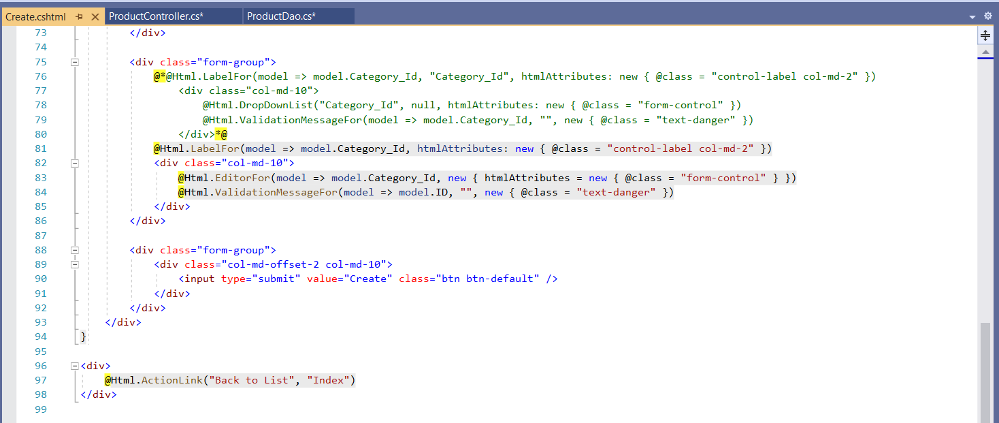 Create.cshtml
ProductController.cs*
ProductDao.cs*
73 </div>
74
75 <div class="form-group">
76 @*@Html.LabelFor(model => model.Category_Id, "Category_Id", htmlAttributes: new { @class = "control-label col-md-2" })
77 <div class="col-md-10">
78 @Html.DropDownList("Category_Id", null, htmlAttributes: new { @class = "form-control" })
79 @Html.ValidationMessageFor(model => model.Category_Id, "", new { @class = "text-danger" })
80 </div>*@
81 @Html.LabelFor(model => model.Category_Id, htmlAttributes: new { @class = "control-label col-md-2" })
82 <div class="col-md-10">
83 @Html.EditorFor(model => model.Category_Id, new { htmlAttributes = new { @class = "form-control" } })
84 @Html.ValidationMessageFor(model => model.ID, "", new { @class = "text-danger" })
85 </div>
86 </div>
87
88 <div class="form-group">
89 <div class="col-md-offset-2 col-md-10">
90 <input type="submit" value="Create" class="btn btn-default" />
91 </div>
92 </div>
93 </div>
94 }
95
96 <div>
97 @Html.ActionLink("Back to List", "Index")
98 </div>
99